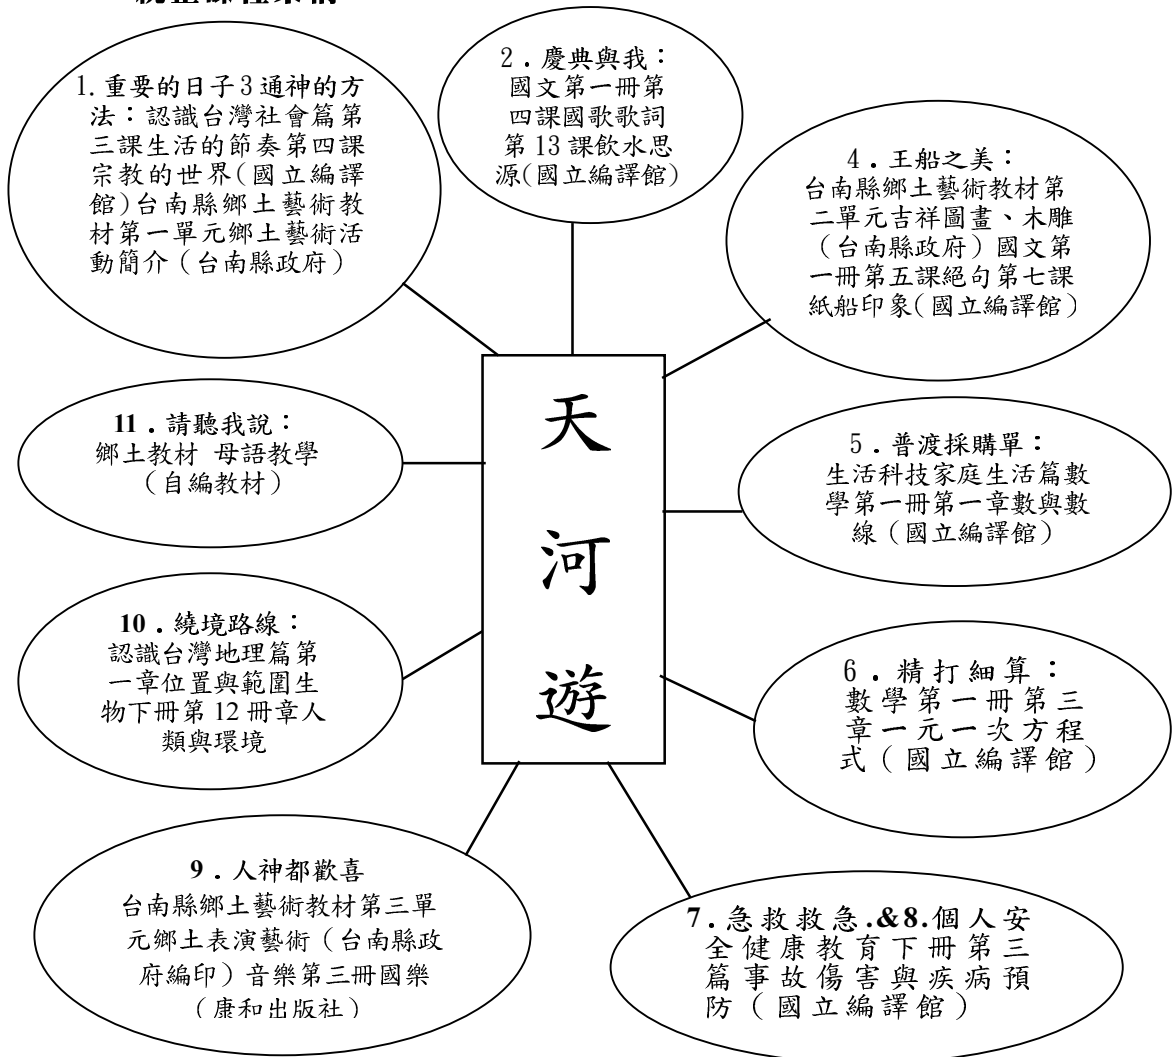 1.重要的日子3通神的方
法：認識台灣社會篇第
三課生活的節奏第四課
宗教的世界(國立編譯
館)台南縣鄉土藝術教
材第一單元鄉土藝術活
動簡介（台南縣政府）
2．慶典與我：
國文第一冊第
四課國歌歌詞
第13課飲水思
源(國立編譯館)
4．王船之美：
台南縣鄉土藝術教材第
二單元吉祥圖畫、木雕
（台南縣政府）國文第
一冊第五課絕句第七課
紙船印象(國立編譯館)
天
河
遊
11．請聽我說：
鄉土教材 母語教學
（自編教材）
5．普渡採購單：
生活科技家庭生活篇數
學第一冊第一章數與數
線（國立編譯館）
10．繞境路線：
認識台灣地理篇第
一章位置與範圍生
物下冊第12冊章人
類與環境
6．精打細算：
數學第一冊第三
章一元一次方程
式（國立編譯館）
9．人神都歡喜
台南縣鄉土藝術教材第三單
元鄉土表演藝術（台南縣政
府編印）音樂第三冊國樂
（康和出版社）
7.急救救急.&8.個人安
全健康教育下冊第三
篇事故傷害與疾病預
防（國立編譯館）